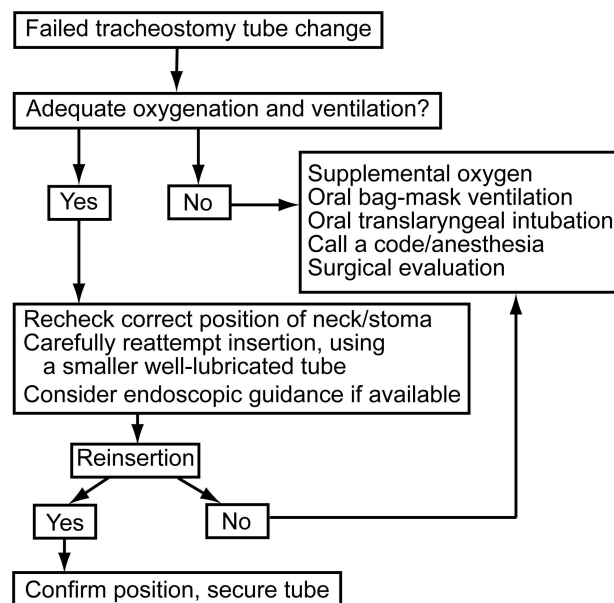 Failed tracheostomy tube change
Adequate oxygenation and ventilation?
Yes
No
Supplemental oxygen
Oral bag-mask ventilation
Oral translaryngeal intubation
Call a code/anesthesia
Surgical evaluation
Recheck correct position of neck/stoma
Carefully reattempt insertion, using
a smaller well-lubricated tube
Consider endoscopic guidance if available
Reinsertion
Yes
No
Confirm position, secure tube